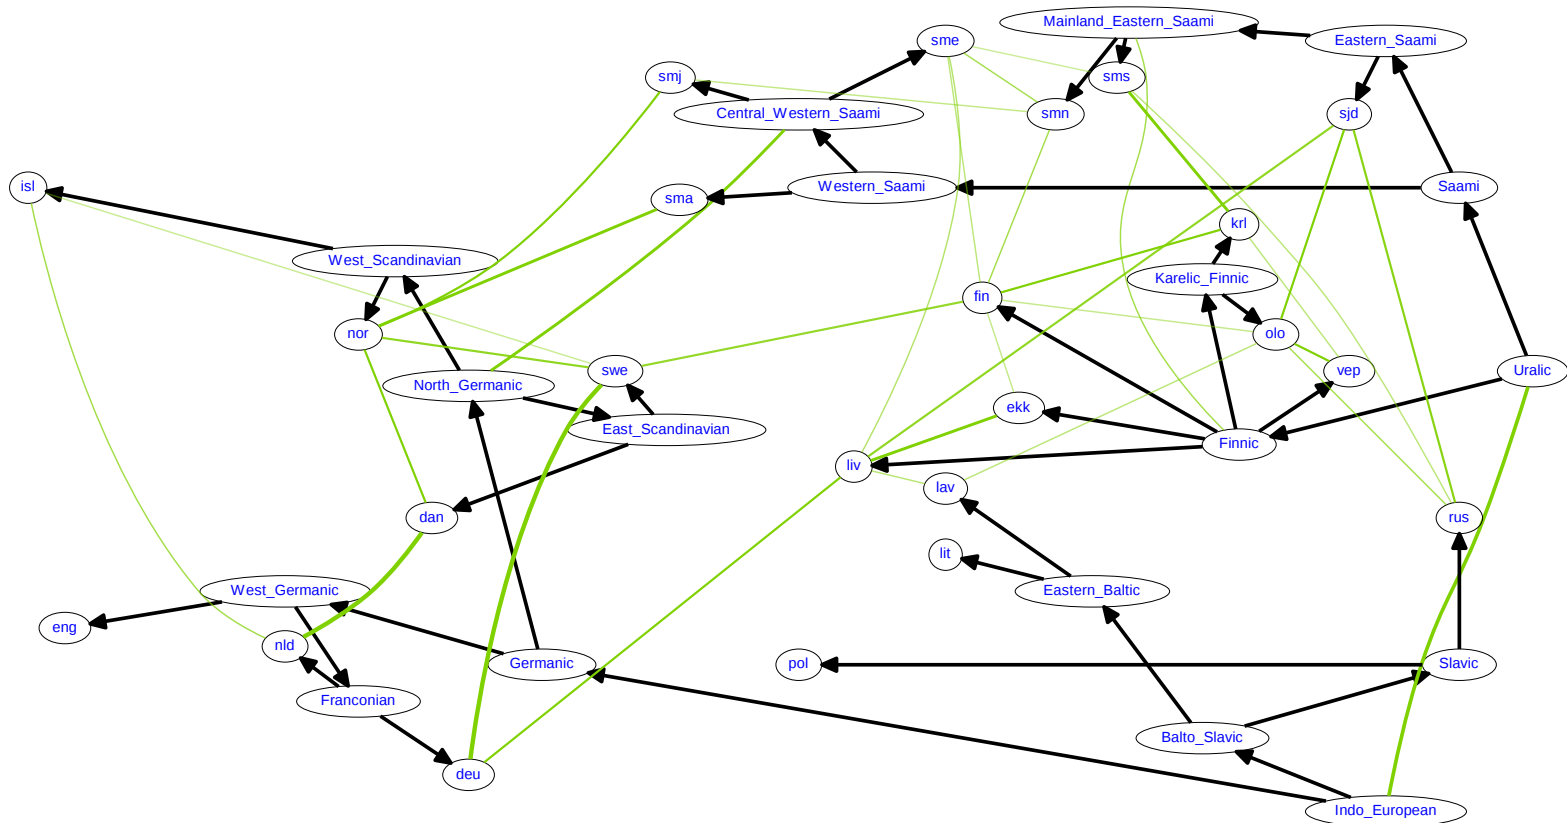 Mainland_Eastern_Saami
sme
Eastern_Saami
smj
sms
Central_Western_Saami
smn
sjd
isl
Western_Saami
Saami
sma
krl
West_Scandinavian
Karelic_Finnic
fin
nor
olo
swe
vep
Uralic
North_Germanic
ekk
East_Scandinavian
Finnic
liv
lav
dan
rus
lit
West_Germanic
Eastern_Baltic
eng
nld
Germanic
pol
Slavic
Franconian
Balto_Slavic
deu
Indo_European